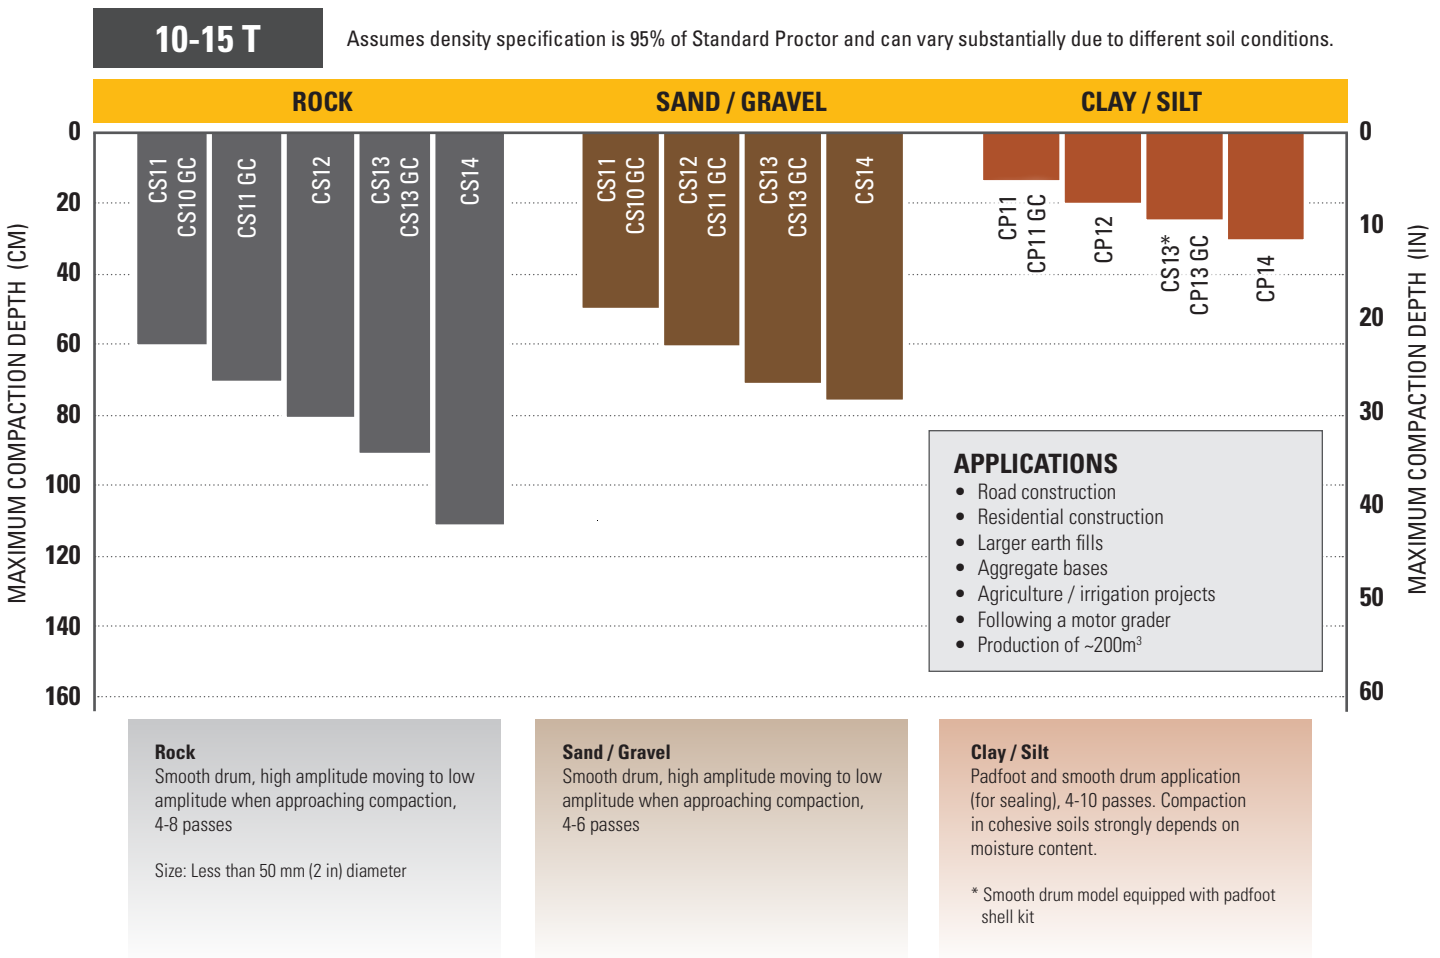 10-15 T
Assumes density specification is 95% of Standard Proctor and can vary substantially due to different soil conditions.
ROCK
SAND / GRAVEL
CLAY / SILT
MAXIMUM COMPACTION DEPTH (CM)
0
20
40
60
80
100
120
140
160
CS11
CS10 GC
CS11 GC
CS12
CS13
CS13 GC
CS14
CS11
CS10 GC
CS12
CS11 GC
CS13
CS13 GC
CS14
CP11
CP11 GC
CP12
CS13*
CP13 GC
CP14
0
10
20
30
40
50
60
MAXIMUM COMPACTION DEPTH (IN)
APPLICATIONS
• Road construction
• Residential construction
• Larger earth fills
• Aggregate bases
• Agriculture / irrigation projects
• Following a motor grader
• Production of ~200m³
Rock
Smooth drum, high amplitude moving to low
amplitude when approaching compaction,
4-8 passes
Size: Less than 50 mm (2 in) diameter
Sand / Gravel
Smooth drum, high amplitude moving to low
amplitude when approaching compaction,
4-6 passes
Clay / Silt
Padfoot and smooth drum application
(for sealing), 4-10 passes. Compaction
in cohesive soils strongly depends on
moisture content.
* Smooth drum model equipped with padfoot
shell kit